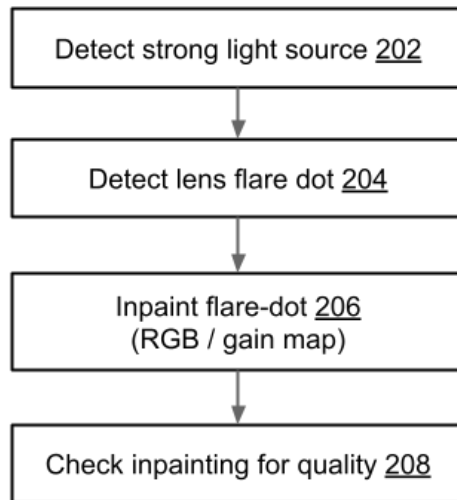 Detect strong light source 202
Detect lens flare dot 204
Inpaint flare-dot 206
(RGB / gain map)
Check inpainting for quality 208